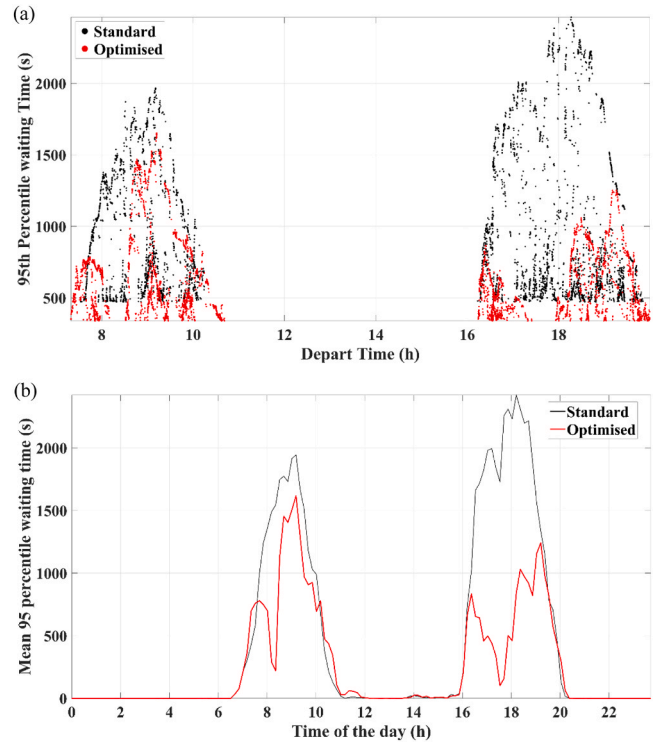 (a)
Standard
Optimised
95th Percentile waiting Time (s)
2000
1500
1000
500
8
10
12
14
16
18
Depart Time (h)
(b)
Standard
Optimised
Mean 95 percentile waiting time (s)
2000
1500
1000
500
0
0
2
4
6
8
10
12
14
16
18
20
22
Time of the day (h)